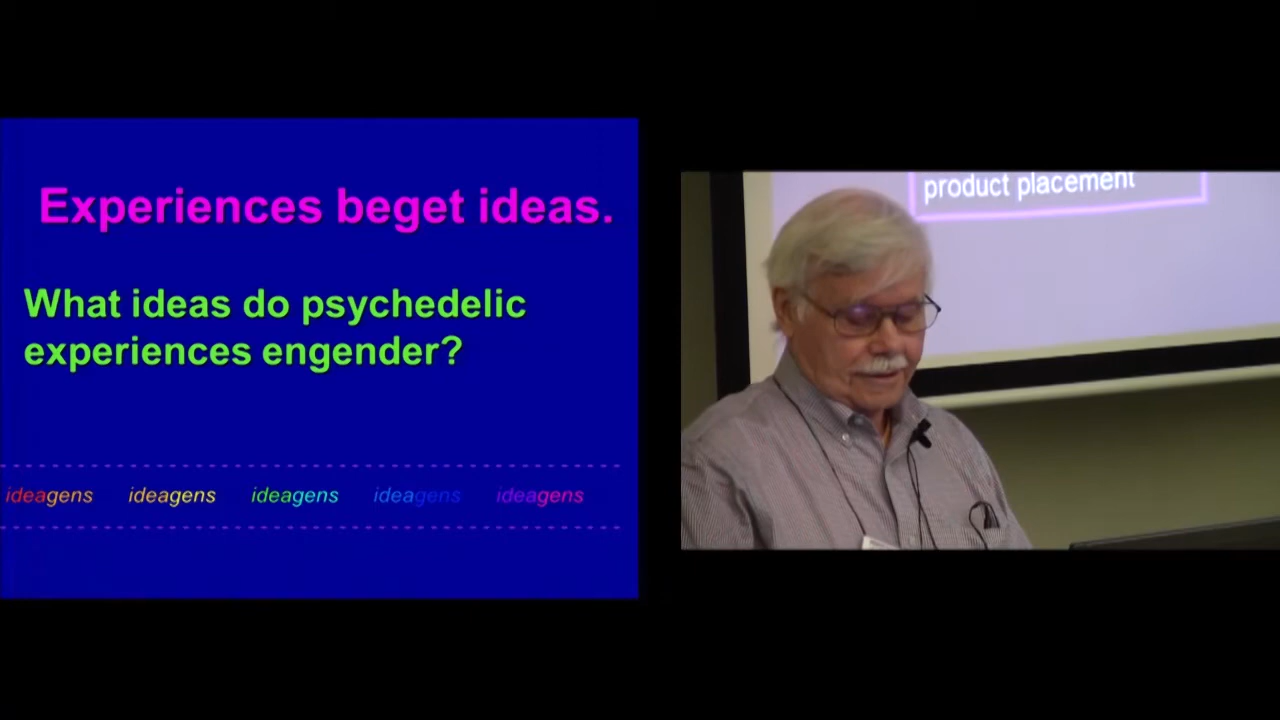 Experiences beget ideas.
What ideas do psychedelic
experiences engender?
ideagens ideagens ideagens ideagens ideagens
product placement